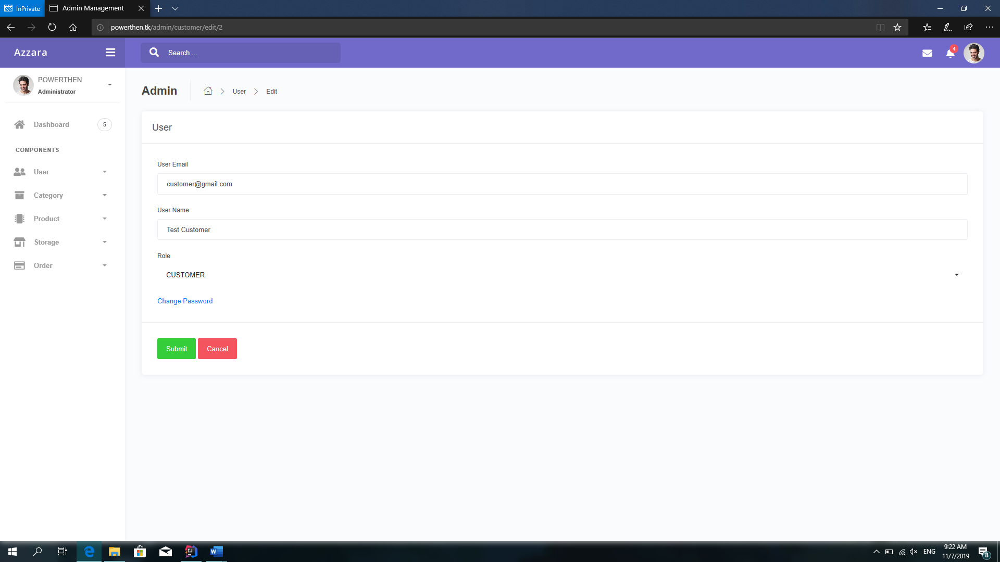 InPrivate
Admin Management
powerthen.tk/admin/customer/edit/2
Azzara
Search ...
4
POWERTHEN
Administrator
Admin
User
Edit
Dashboard
5
COMPONENTS
User
Category
Product
Storage
Order
User
User Email
customer@gmail.com
User Name
Test Customer
Role
CUSTOMER
Change Password
Submit
Cancel
ENG
9:22 AM
11/7/2019
8